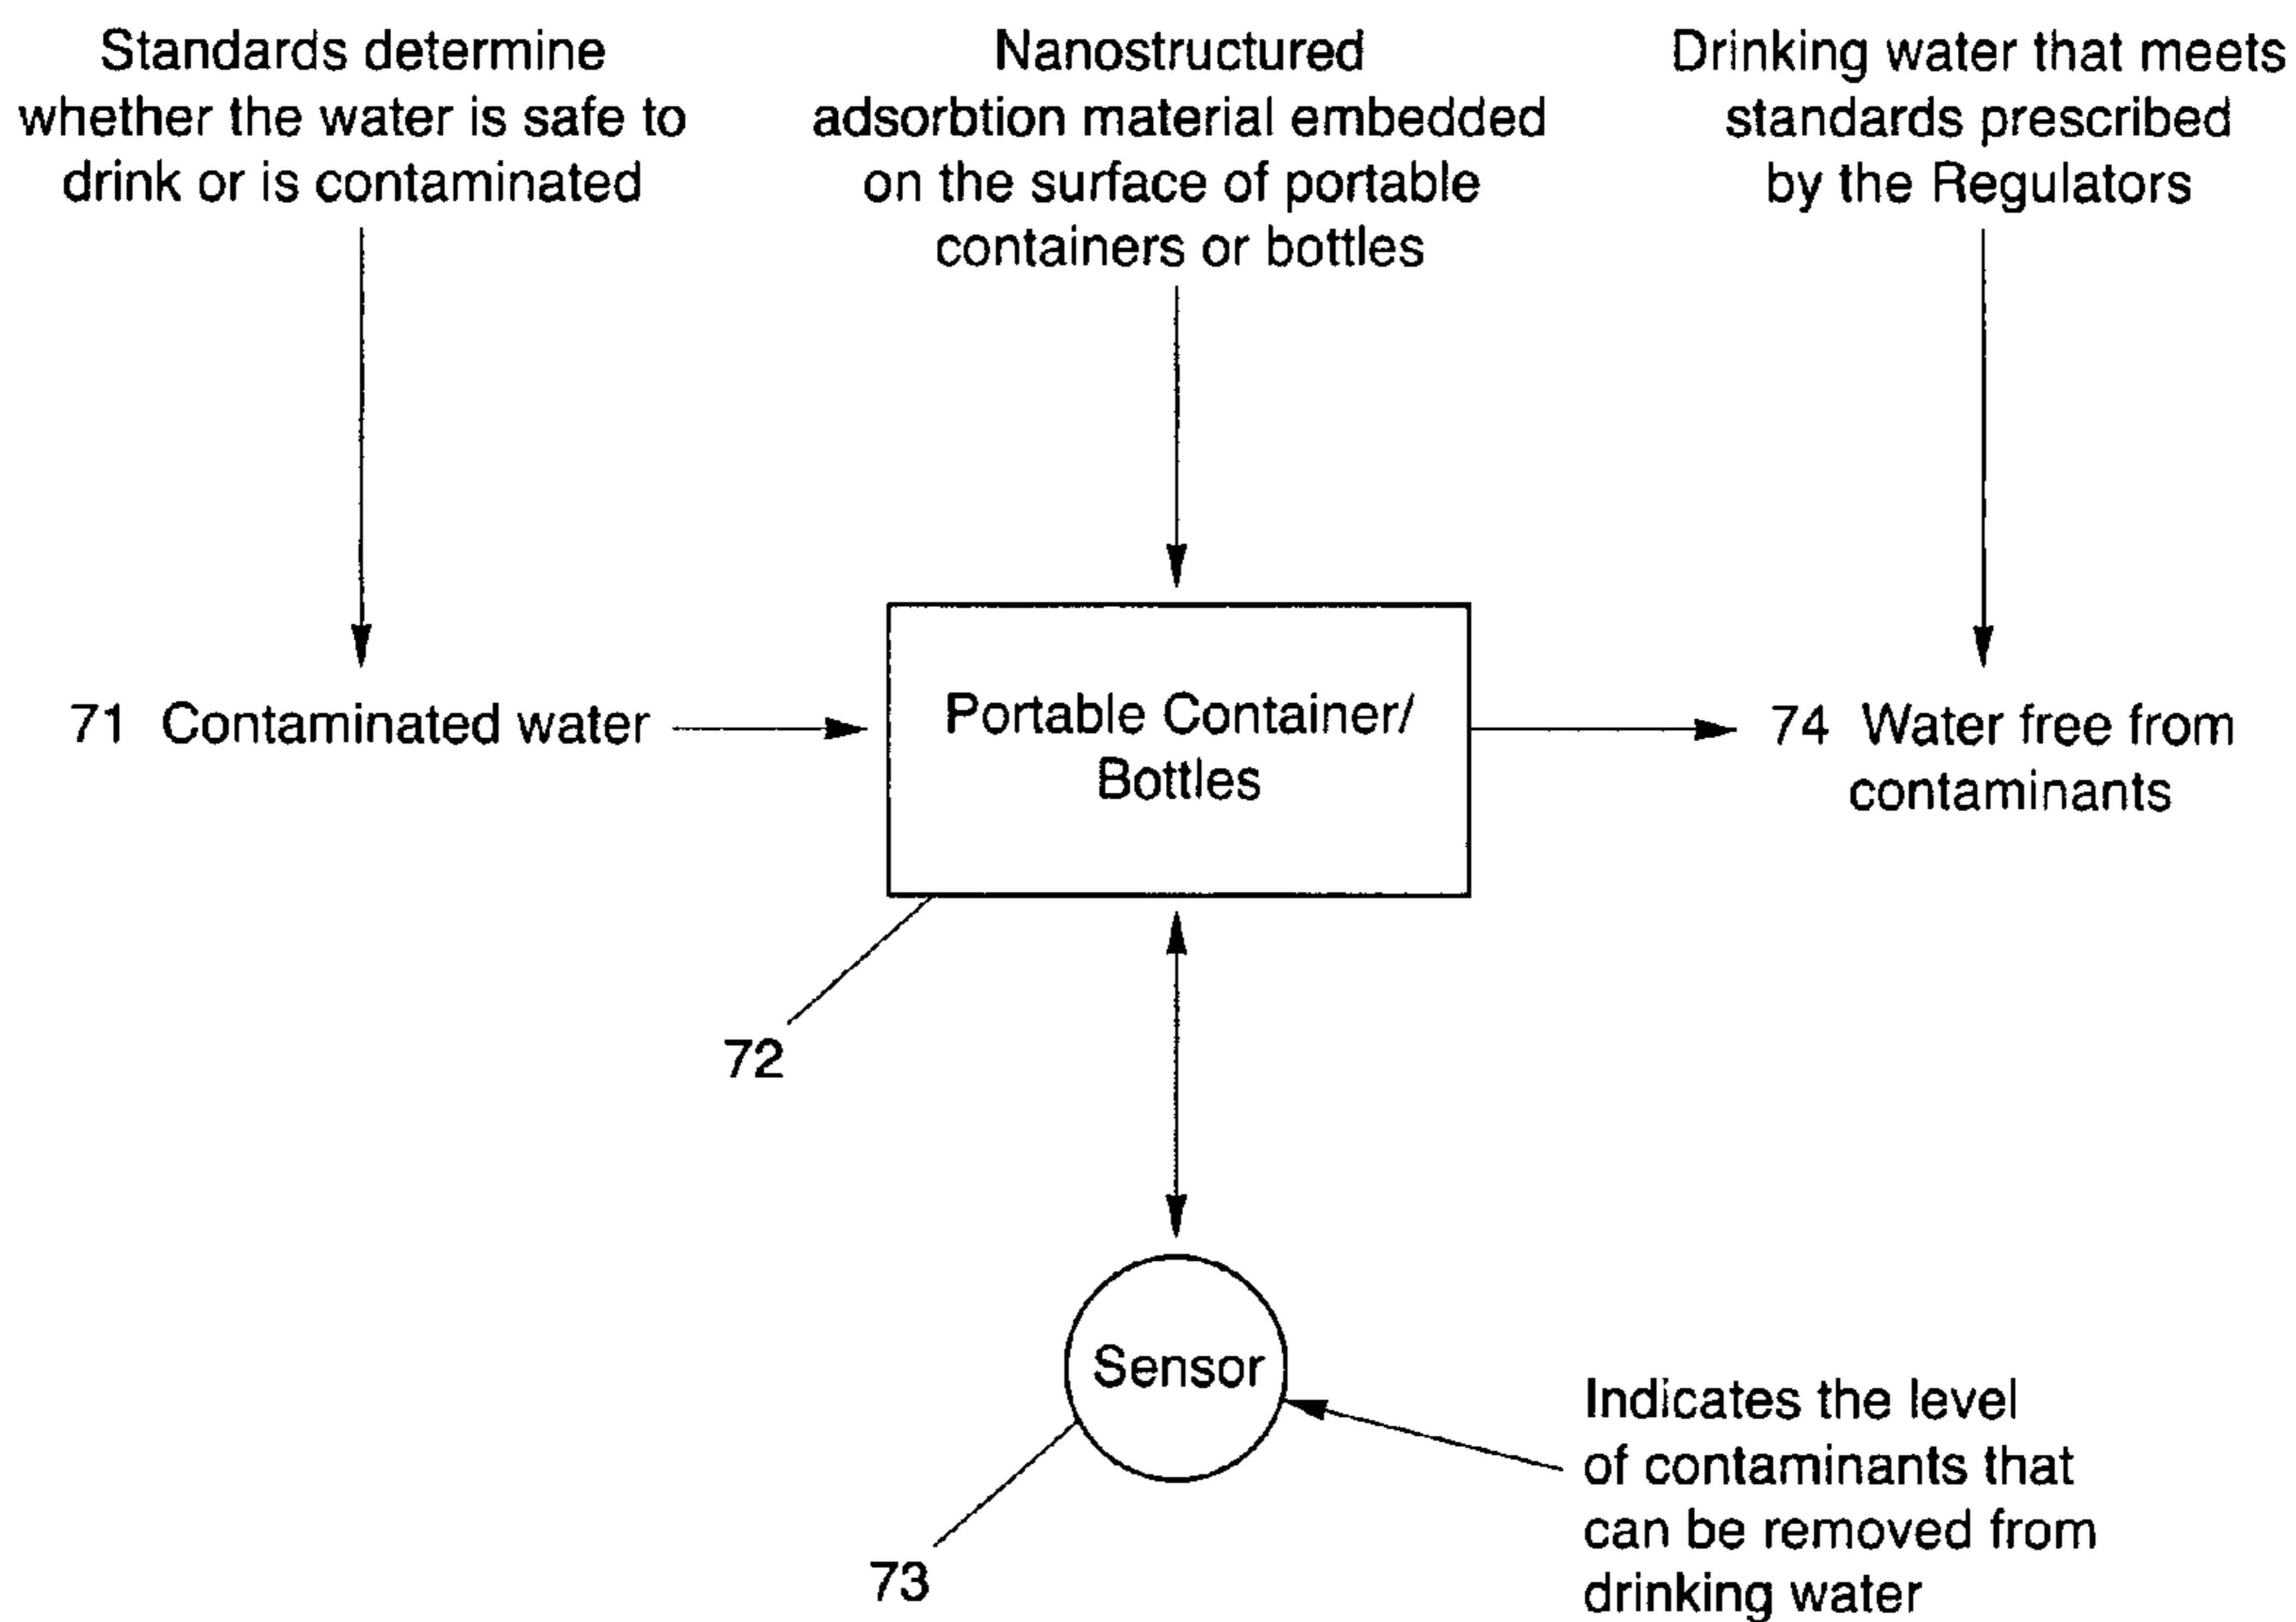 Standards determine
whether the water is safe to
drink or is contaminated
Nanostructured
adsorbtion material embedded
on the surface of portable
containers or bottles
Drinking water that meets
standards prescribed
by the Regulators
71 Contaminated water
Portable Container/
Bottles
74 Water free from
contaminants
72
Sensor
73
Indicates the level
of contaminants that
can be removed from
drinking water